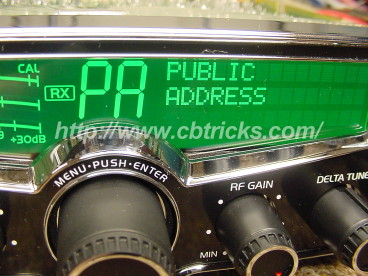 CAL
RX
PA
PUBLIC
ADDRESS
+30dB
http://www.cbtricks.com/
MENU•PUSH•ENTER
RF GAIN
DELTA TUNE
MIN